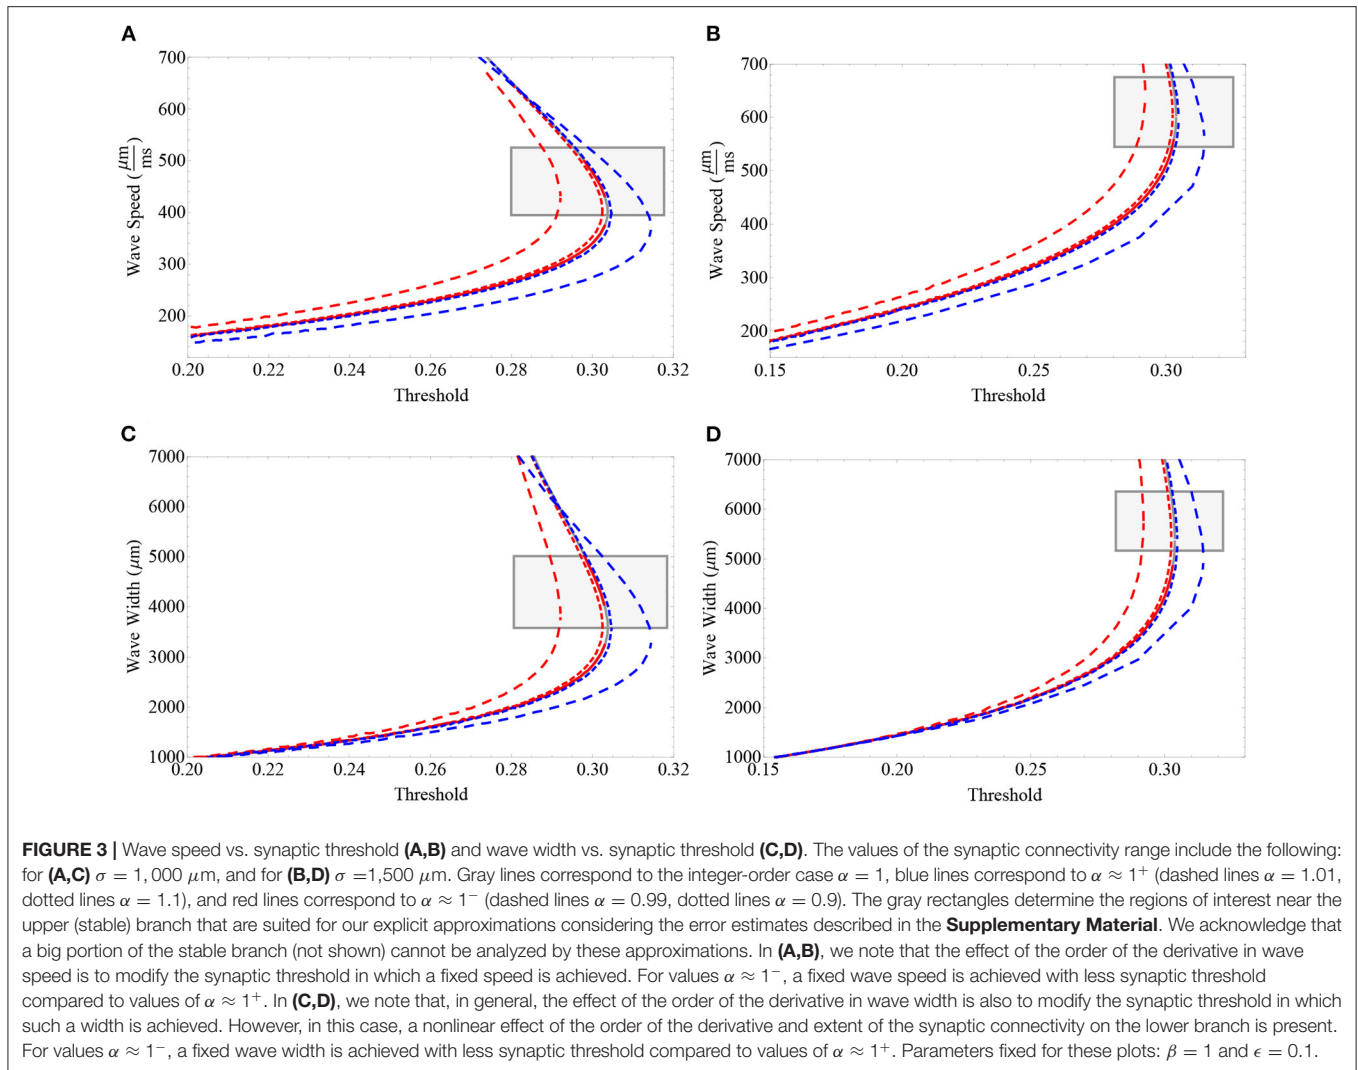 A
700
600
500
400
300
200
Wave Speed (μm/ms)
0.20 0.22 0.24 0.26 0.28 0.30 0.32
Threshold
B
700
600
500
400
300
200
Wave Speed (μm/ms)
0.15 0.20 0.25 0.30
Threshold
C
7000
6000
5000
4000
3000
2000
1000
Wave Width (μm)
0.20 0.22 0.24 0.26 0.28 0.30 0.32
Threshold
D
7000
6000
5000
4000
3000
2000
1000
Wave Width (μm)
0.15 0.20 0.25 0.30
Threshold
FIGURE 3 | Wave speed vs. synaptic threshold (A,B) and wave width vs. synaptic threshold (C,D). The values of the synaptic connectivity range include the following:
for (A,C) σ = 1, 000 μm, and for (B,D) σ =1,500 μm. Gray lines correspond to the integer-order case α = 1, blue lines correspond to α ≈ 1⁺ (dashed lines α = 1.01,
dotted lines α = 1.1), and red lines correspond to α ≈ 1⁻ (dashed lines α = 0.99, dotted lines α = 0.9). The gray rectangles determine the regions of interest near the
upper (stable) branch that are suited for our explicit approximations considering the error estimates described in the Supplementary Material. We acknowledge that
a big portion of the stable branch (not shown) cannot be analyzed by these approximations. In (A,B), we note that the effect of the order of the derivative in wave
speed is to modify the synaptic threshold in which a fixed speed is achieved. For values α ≈ 1⁻, a fixed wave speed is achieved with less synaptic threshold
compared to values of α ≈ 1⁺. In (C,D), we note that, in general, the effect of the order of the derivative in wave width is also to modify the synaptic threshold in which
such a width is achieved. However, in this case, a nonlinear effect of the order of the derivative and extent of the synaptic connectivity on the lower branch is present.
For values α ≈ 1⁻, a fixed wave width is achieved with less synaptic threshold compared to values of α ≈ 1⁺. Parameters fixed for these plots: β = 1 and ϵ = 0.1.